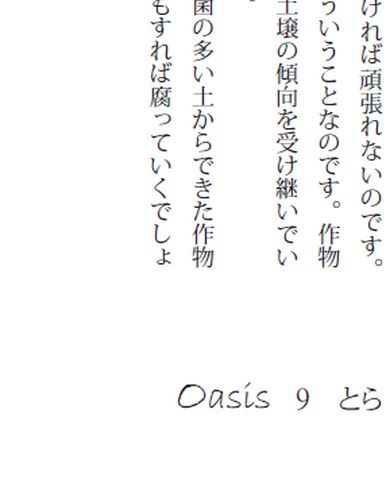 ければ頑張れないのです。
ういうことなのです。作物
土壌の傾向を受け継いでい
。
菌の多い土からできた作物
もすれば腐っていくでしょ
Oasis 9 とら